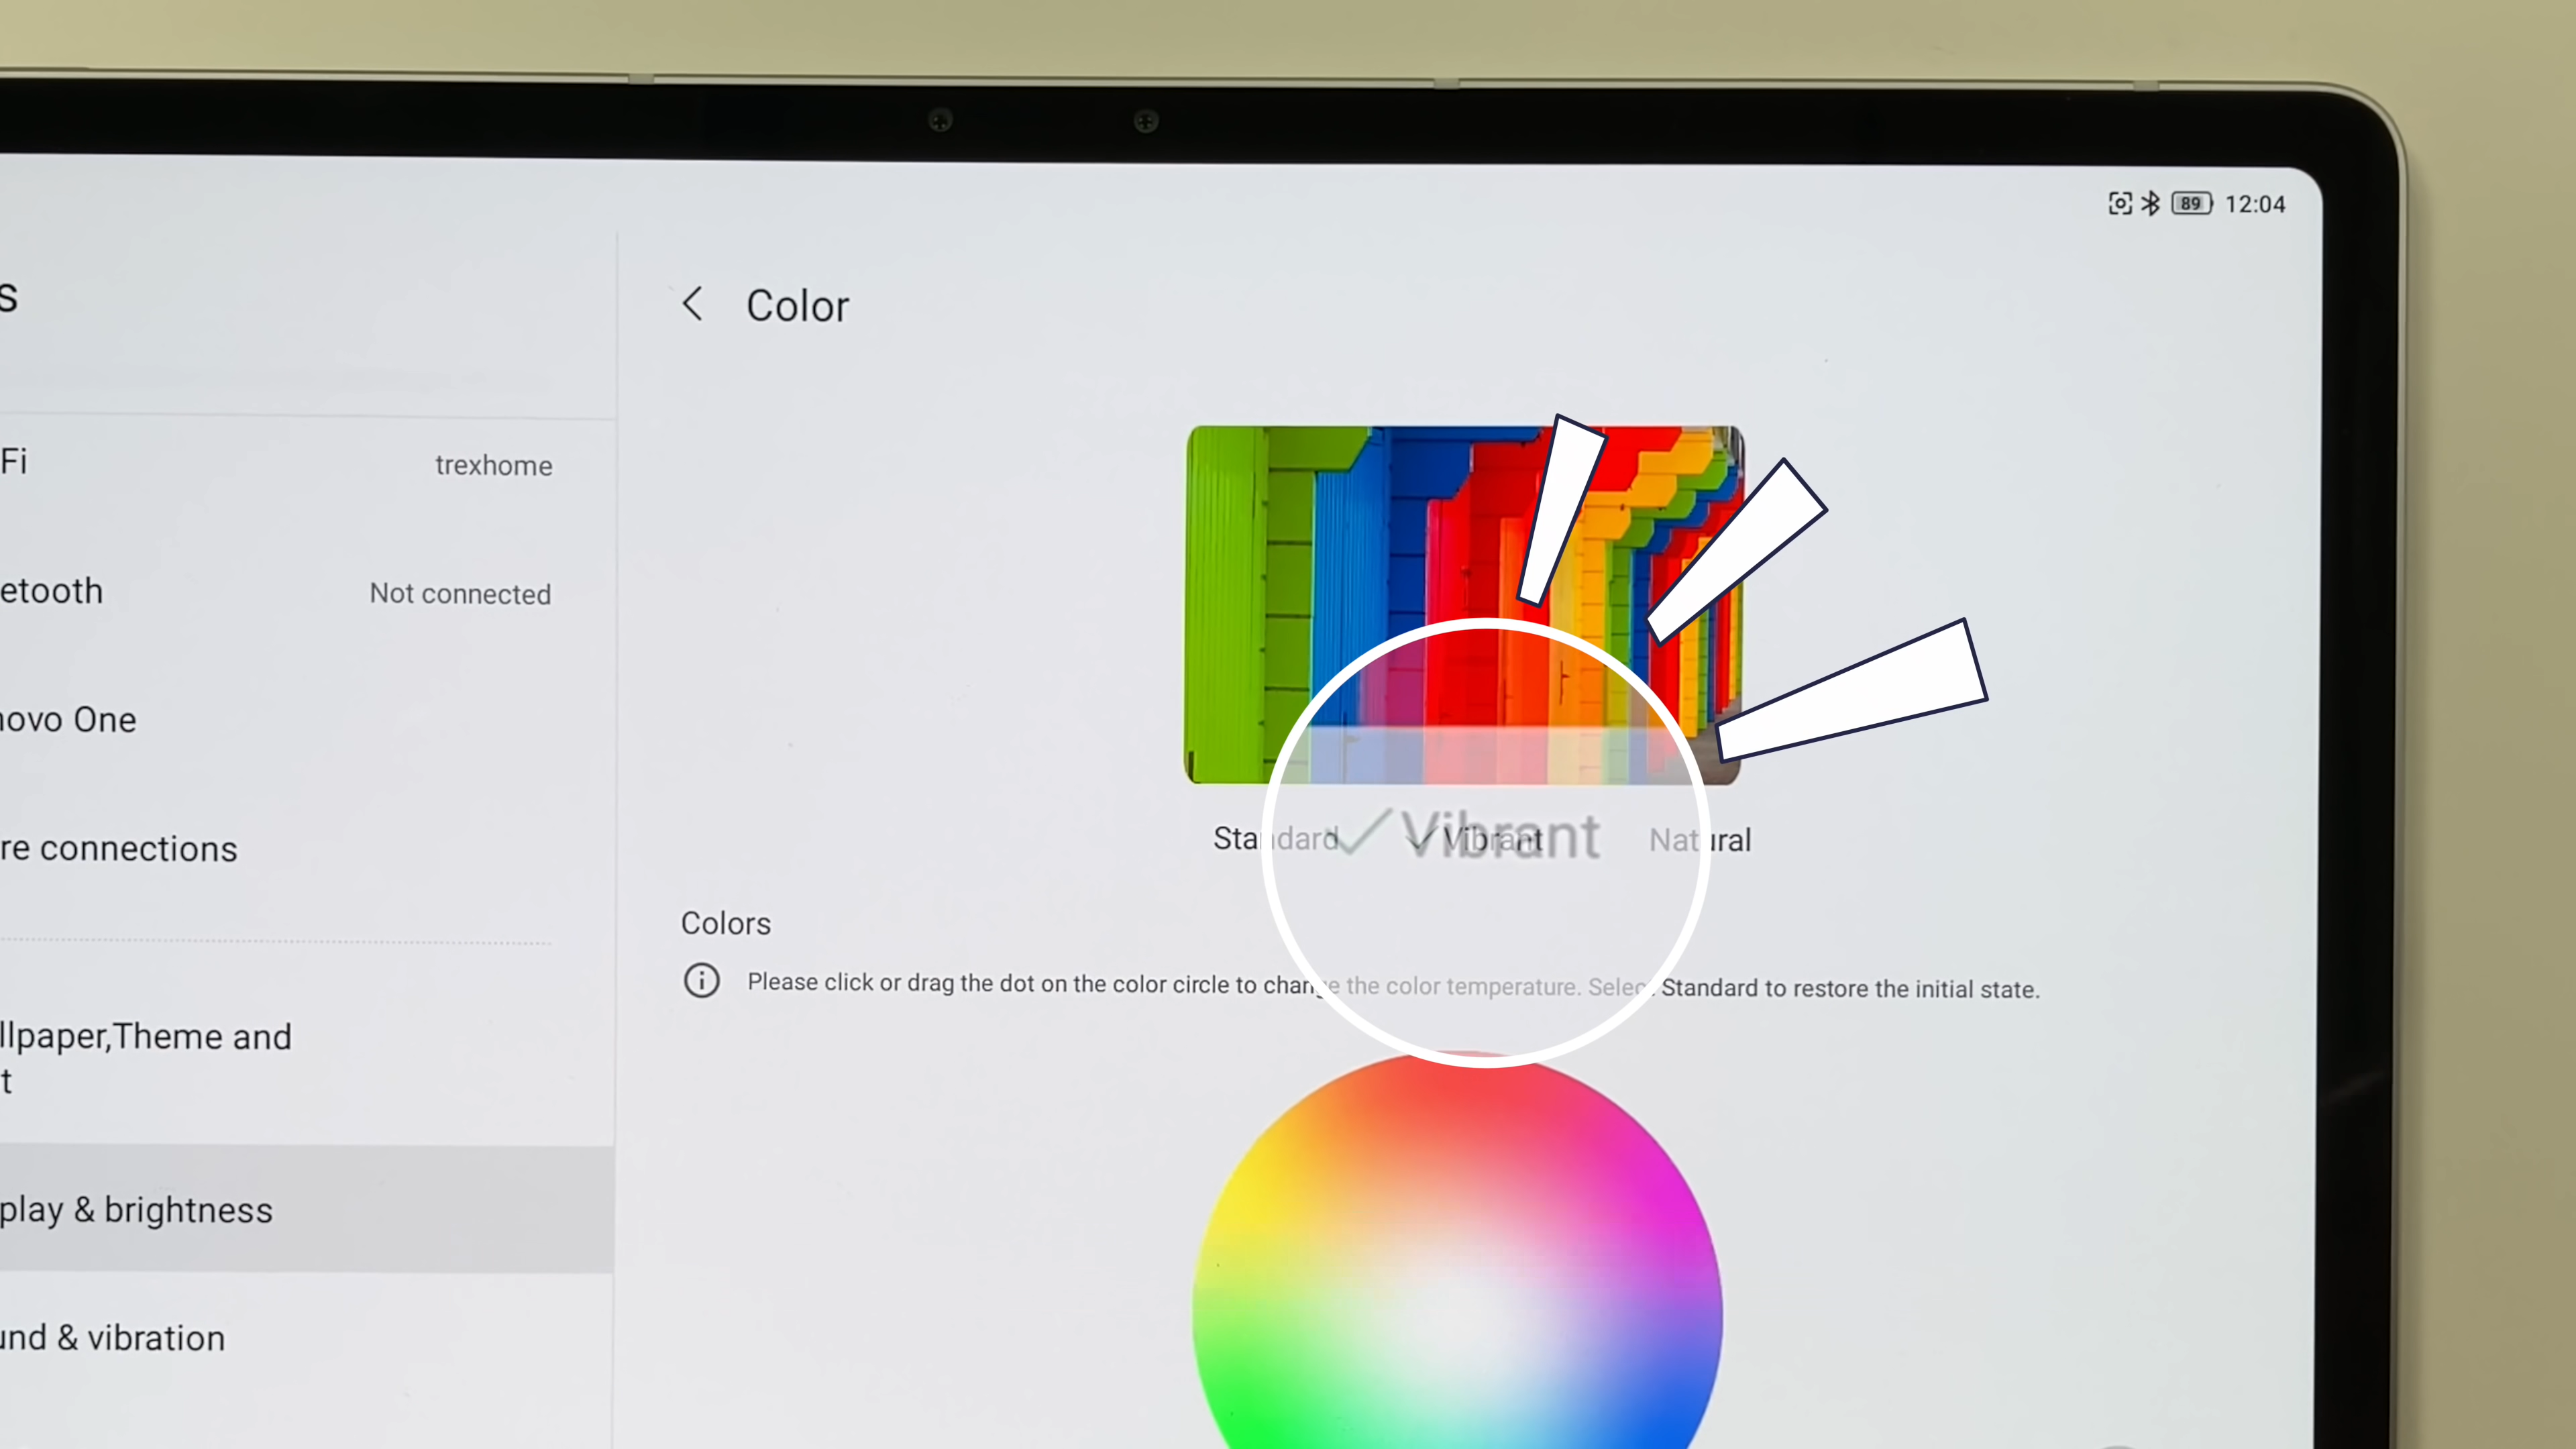 89 12:04
s
Color
Fi
trexhome
etooth
Not connected
novo One
re connections
Standard
Vibrant
Vibrant
Natural
Colors
Please click or drag the dot on the color circle to change the color temperature. Select Standard to restore the initial state.
llpaper,Theme and
t
play & brightness
und & vibration